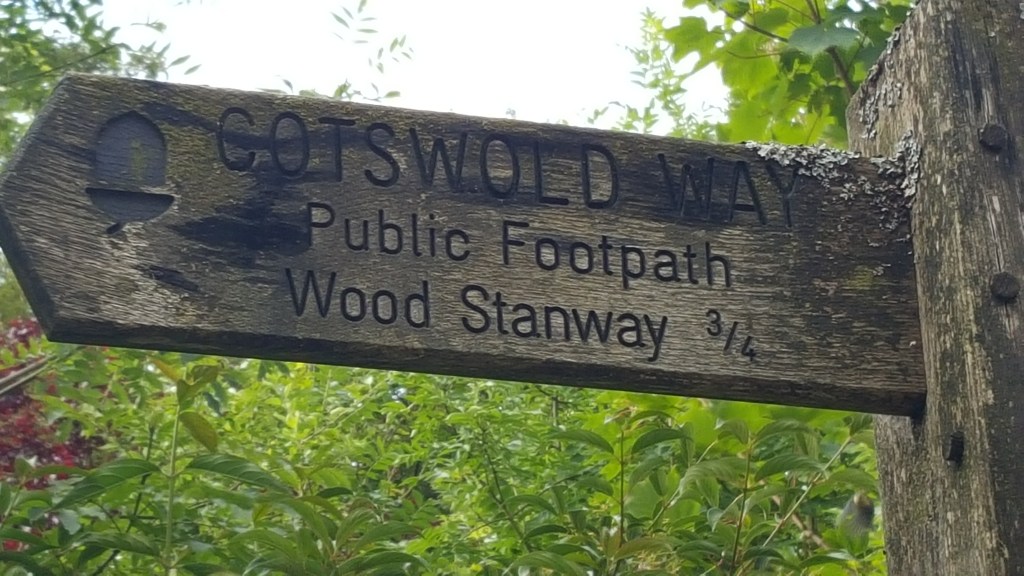 COTSWOLD WAY
Public Footpath
Wood Stanway 3/4